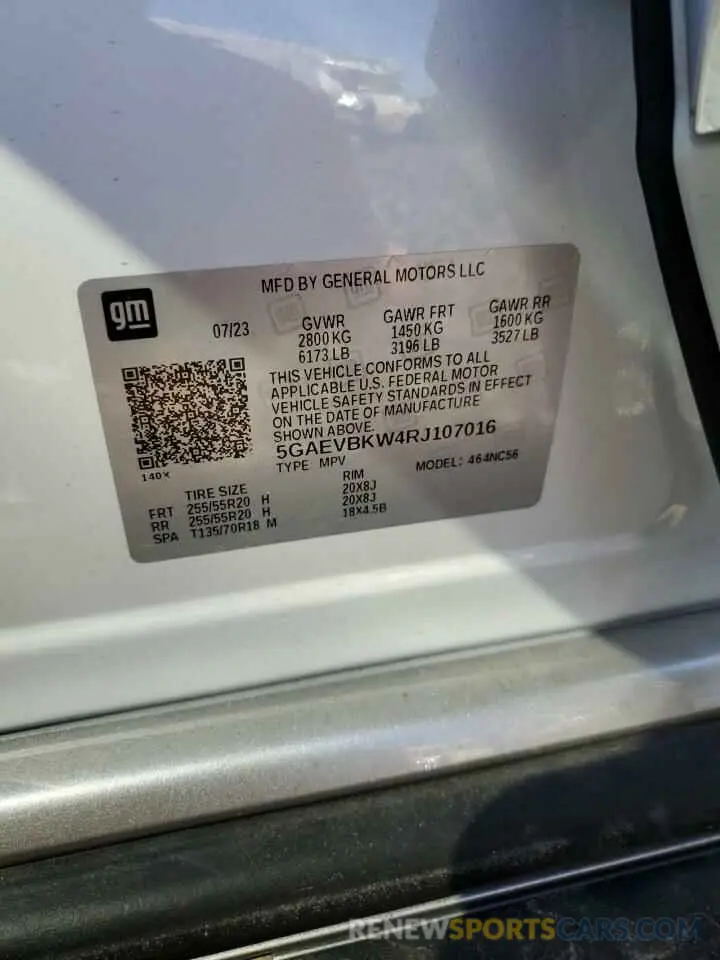 MFD BY GENERAL MOTORS LLC
gm
07/23
GVWR GAWR FRT GAWR RR
2800 KG 1450 KG 1600 KG
6173 LB 3196 LB 3527 LB
THIS VEHICLE CONFORMS TO ALL
APPLICABLE U.S. FEDERAL MOTOR
VEHICLE SAFETY STANDARDS IN EFFECT
ON THE DATE OF MANUFACTURE
SHOWN ABOVE.
5GAEVBKW4RJ107016
TYPE: MPV MODEL: 464NC56
140X
TIRE SIZE RIM
FRT 255/55R20 H 20X8J
RR 255/55R20 H 20X8J
SPA T135/70R18 M 18X4.5B
RENEWSPORTSCARS.COM